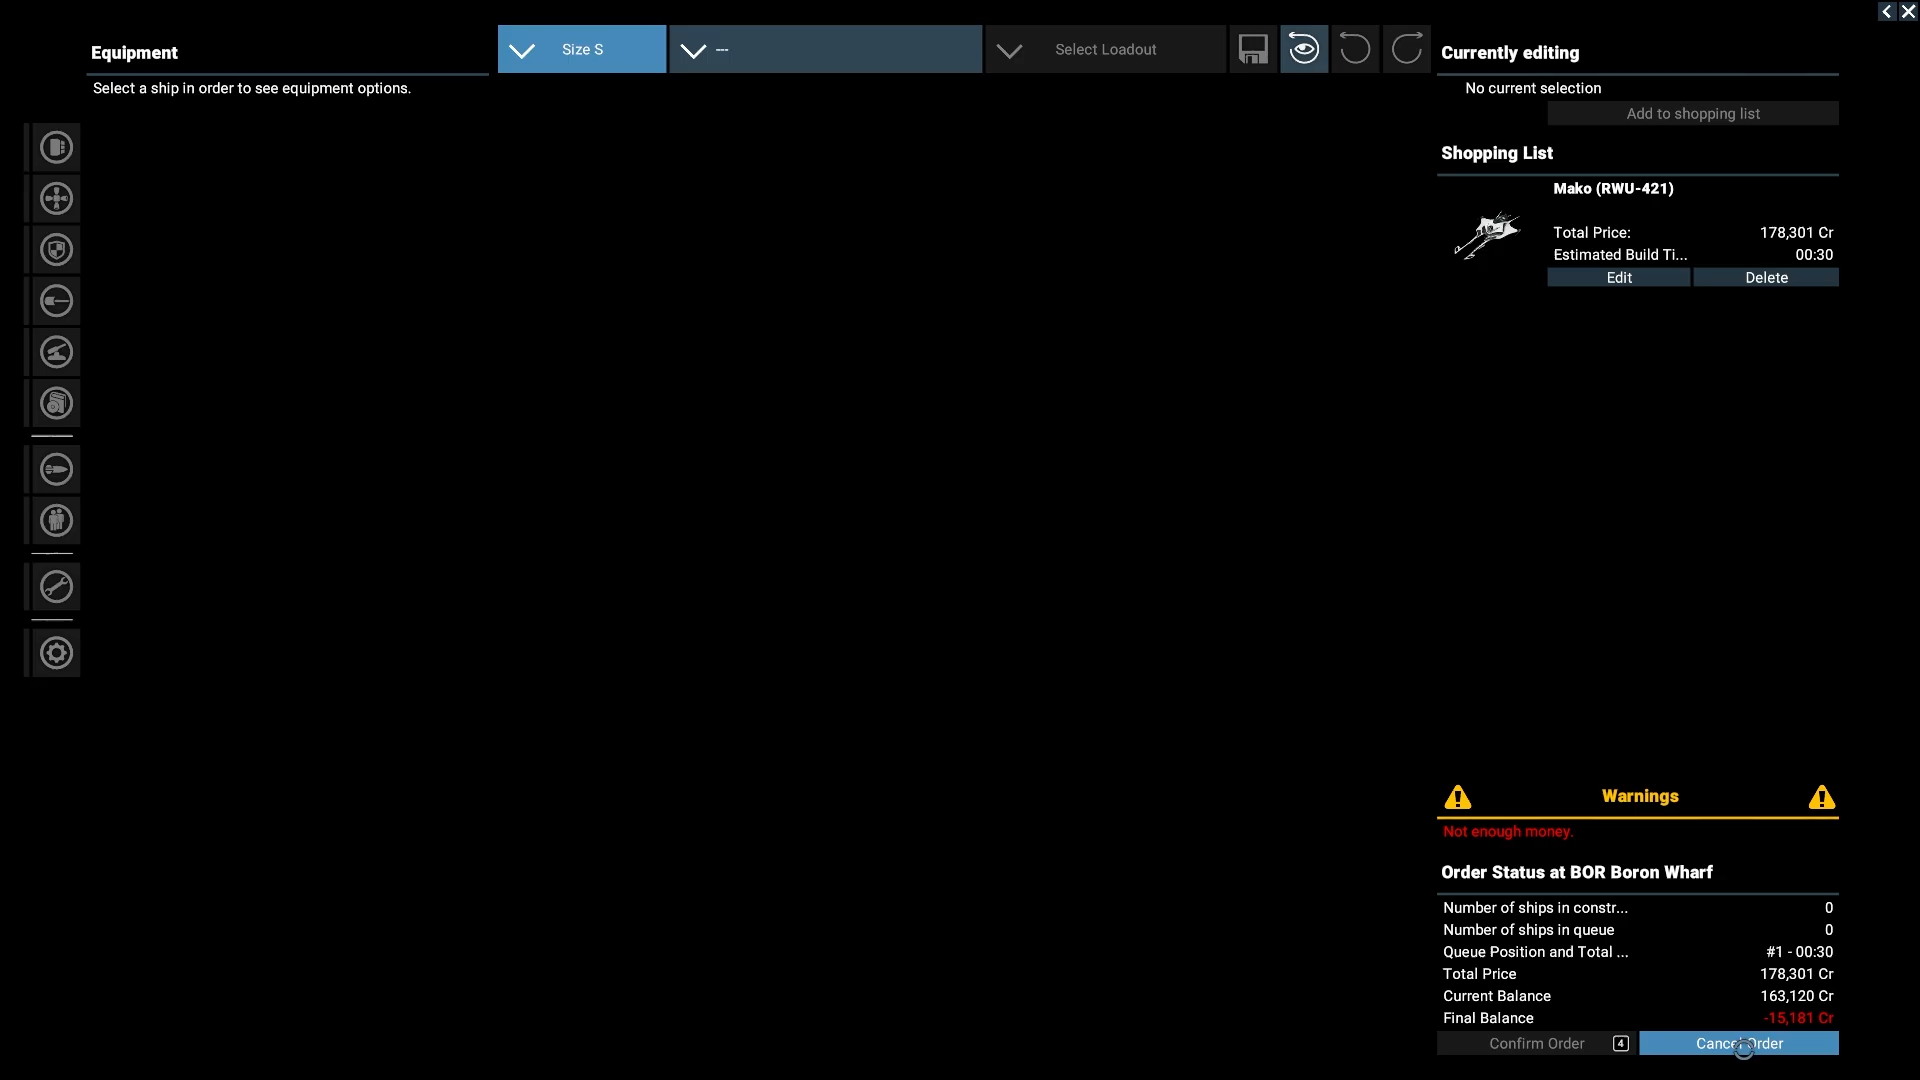 Equipment
Select a ship in order to see equipment options.
Size S
---
Select Loadout
Currently editing
No current selection
Add to shopping list
Shopping List
Mako (RWU-421)
Total Price: 178,301 Cr
Estimated Build Ti... 00:30
Edit Delete
Warnings
Not enough money.
Order Status at BOR Boron Wharf
Number of ships in constr... 0
Number of ships in queue 0
Queue Position and Total ... #1 - 00:30
Total Price 178,301 Cr
Current Balance 163,120 Cr
Final Balance -15,181 Cr
Confirm Order 4 Cancel Order